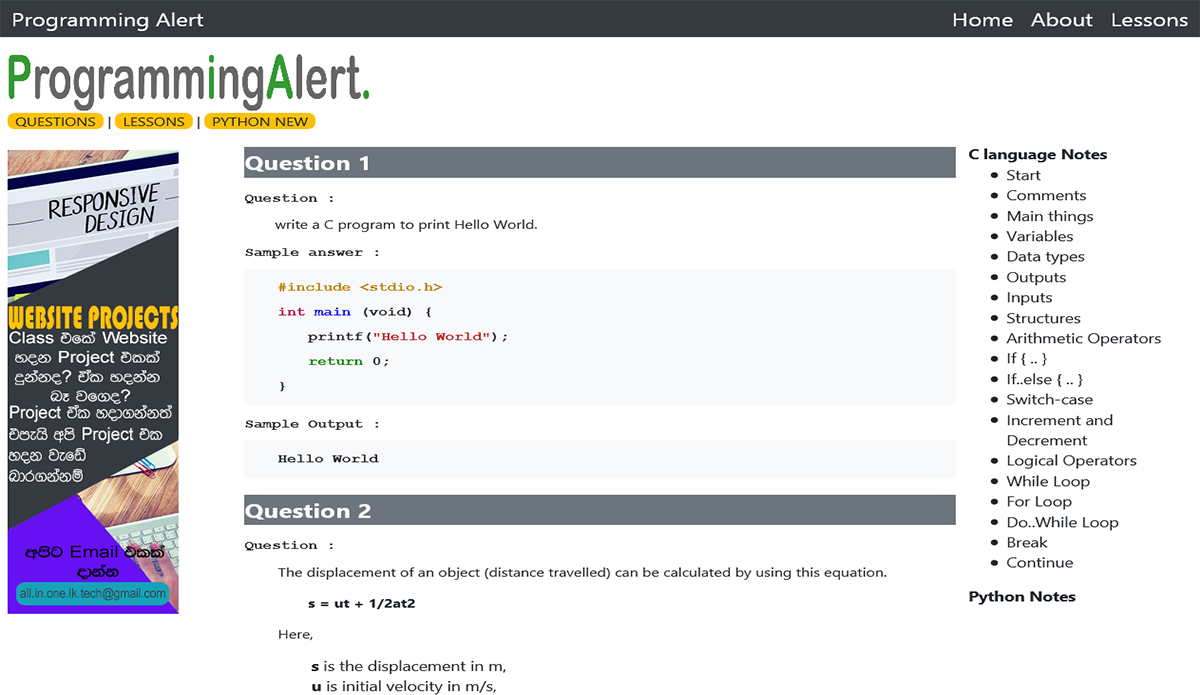 Programming Alert
Home About Lessons
ProgrammingAlert.
QUESTIONS | LESSONS | PYTHON NEW
RESPONSIVE
DESIGN
WEBSITE PROJECTS
Class එකේ Website
හදන Project එකක්
දුන්නද? ඒක හදන්න
බෑ වගෙද?
Project ඒක හදාගන්නත්
එපැයි අපි Project එක
හදන වැඩේ
බාරගන්නම්
අපිට Email එකක්
දාන්න
all.in.one.lk.tech@gmail.com
Question 1
Question :
write a C program to print Hello World.
Sample answer :
#include <stdio.h>
int main (void) {
printf("Hello World");
return 0;
}
Sample Output :
Hello World
Question 2
Question :
The displacement of an object (distance travelled) can be calculated by using this equation.
s = ut + 1/2at2
Here,
s is the displacement in m,
u is initial velocity in m/s,
C language Notes
Start
Comments
Main things
Variables
Data types
Outputs
Inputs
Structures
Arithmetic Operators
If { .. }
If..else { .. }
Switch-case
Increment and
Decrement
Logical Operators
While Loop
For Loop
Do..While Loop
Break
Continue
Python Notes